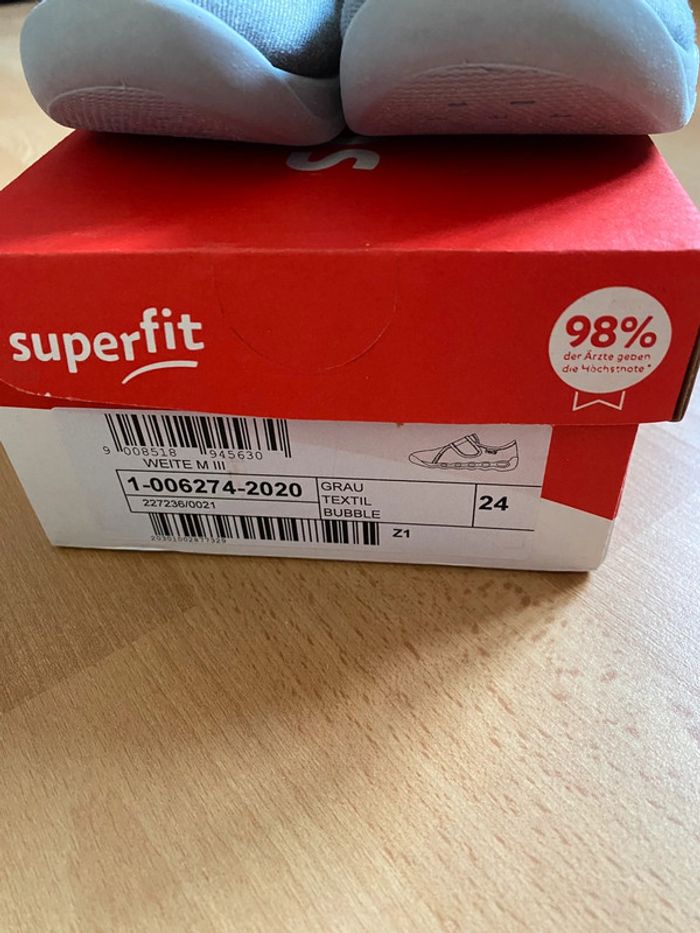 superfit
98%
der Ärzte geben
die Höchstnote*
9 008518 945630
WEITE M III
1-006274-2020
227236/0021
GRAU
TEXTIL
BUBBLE
24
Z1